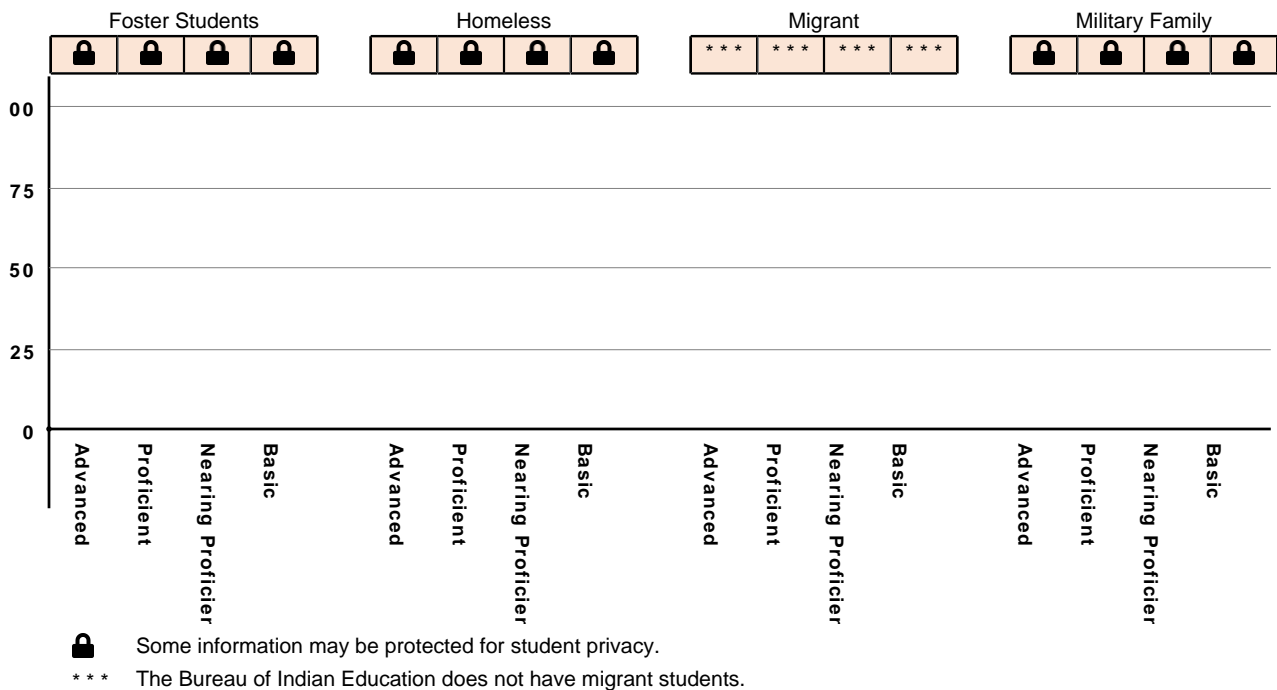 Foster Students Homeless Migrant Military Family
* * * * * * * * * * * *
00
75
50
25
0
Advanced Proficient Nearing Proficier Basic Advanced Proficient Nearing Proficier Basic Advanced Proficient Nearing Proficier Basic Advanced Proficient Nearing Proficier Basic
Some information may be protected for student privacy.
* * * The Bureau of Indian Education does not have migrant students.